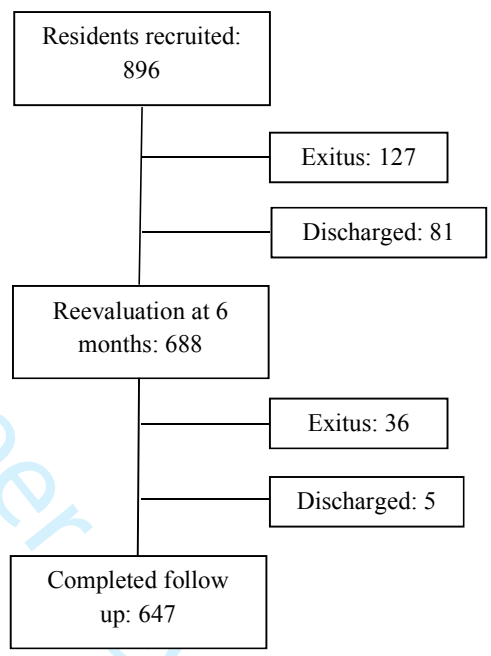 Residents recruited:
896
Exitus: 127
Discharged: 81
Reevaluation at 6
months: 688
Exitus: 36
Discharged: 5
Completed follow
up: 647